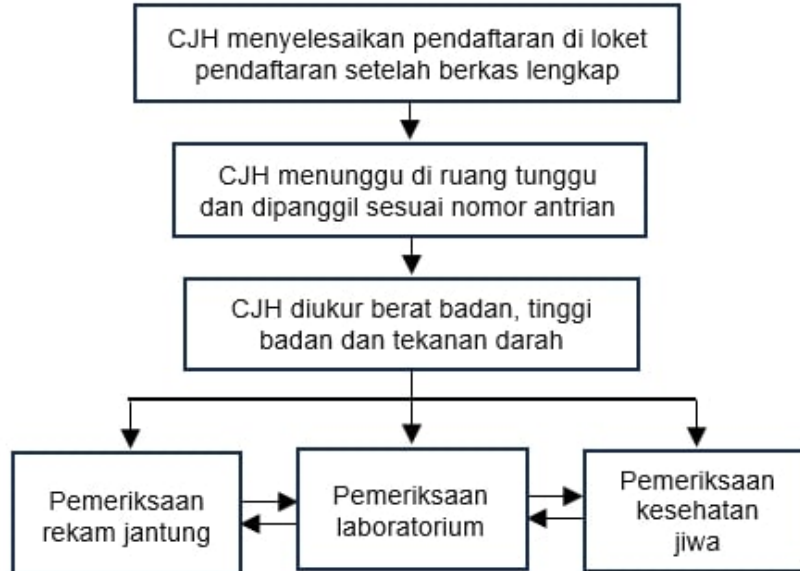 CJH menyelesaikan pendaftaran di loket
pendaftaran setelah berkas lengkap
CJH menunggu di ruang tunggu
dan dipanggil sesuai nomor antrian
CJH diukur berat badan, tinggi
badan dan tekanan darah
Pemeriksaan
rekam jantung
Pemeriksaan
laboratorium
Pemeriksaan
kesehatan
jiwa